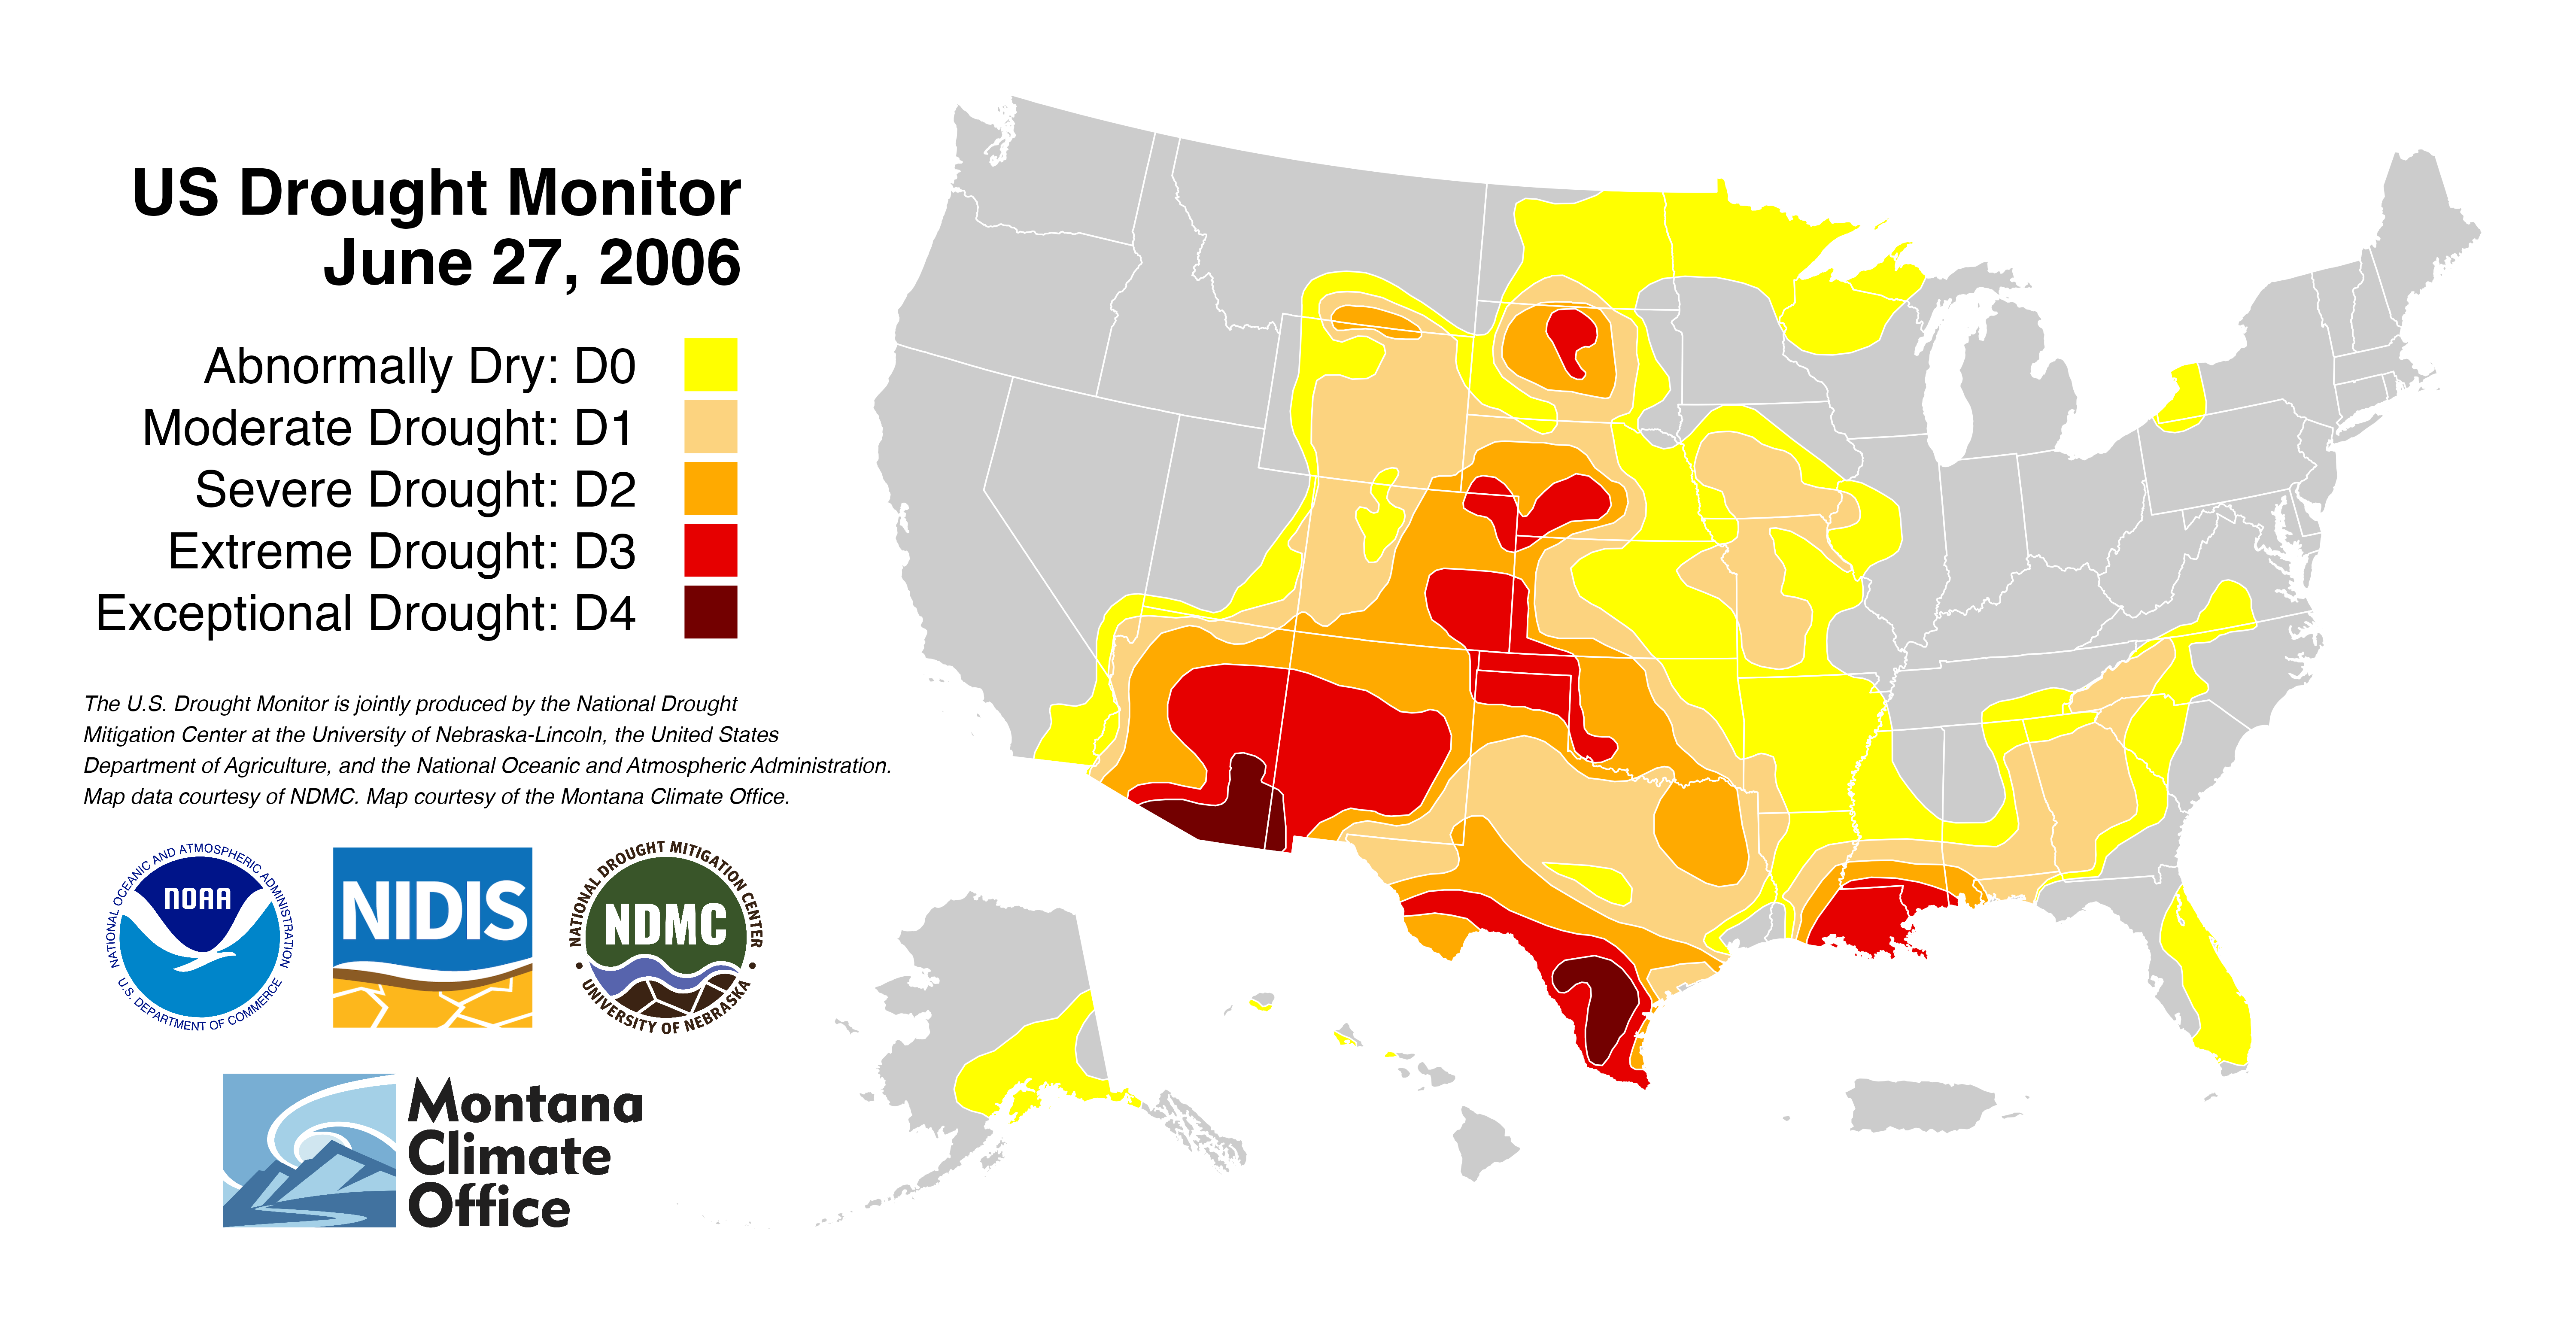 US Drought Monitor
June 27, 2006
Abnormally Dry: D0
Moderate Drought: D1
Severe Drought: D2
Extreme Drought: D3
Exceptional Drought: D4
The U.S. Drought Monitor is jointly produced by the National Drought
Mitigation Center at the University of Nebraska-Lincoln, the United States
Department of Agriculture, and the National Oceanic and Atmospheric Administration.
Map data courtesy of NDMC. Map courtesy of the Montana Climate Office.
NATIONAL OCEANIC AND ATMOSPHERIC ADMINISTRATION
NOAA
U.S. DEPARTMENT OF COMMERCE
NIDIS
NATIONAL DROUGHT MITIGATION CENTER
NDMC
UNIVERSITY OF NEBRASKA
Montana
Climate
Office